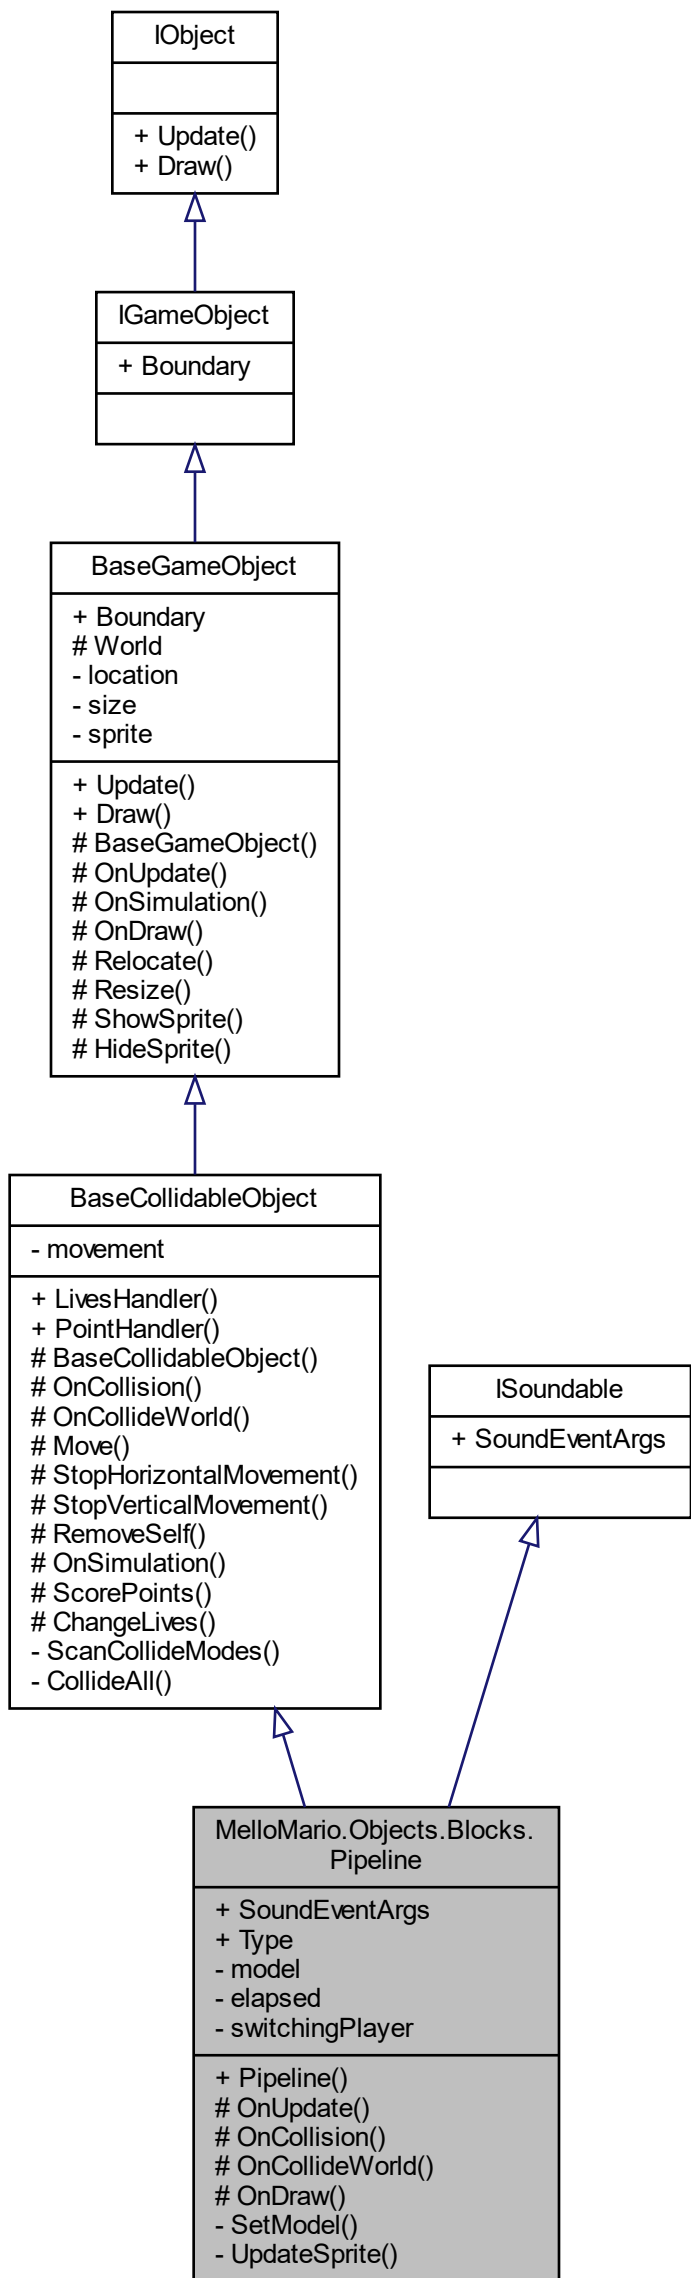 IObject
+ Update()
+ Draw()
IGameObject
+ Boundary
BaseGameObject
+ Boundary
# World
- location
- size
- sprite
+ Update()
+ Draw()
# BaseGameObject()
# OnUpdate()
# OnSimulation()
# OnDraw()
# Relocate()
# Resize()
# ShowSprite()
# HideSprite()
BaseCollidableObject
- movement
+ LivesHandler()
+ PointHandler()
# BaseCollidableObject()
# OnCollision()
# OnCollideWorld()
# Move()
# StopHorizontalMovement()
# StopVerticalMovement()
# RemoveSelf()
# OnSimulation()
# ScorePoints()
# ChangeLives()
- ScanCollideModes()
- CollideAll()
ISoundable
+ SoundEventArgs
MelloMario.Objects.Blocks.
Pipeline
+ SoundEventArgs
+ Type
- model
- elapsed
- switchingPlayer
+ Pipeline()
# OnUpdate()
# OnCollision()
# OnCollideWorld()
# OnDraw()
- SetModel()
- UpdateSprite()